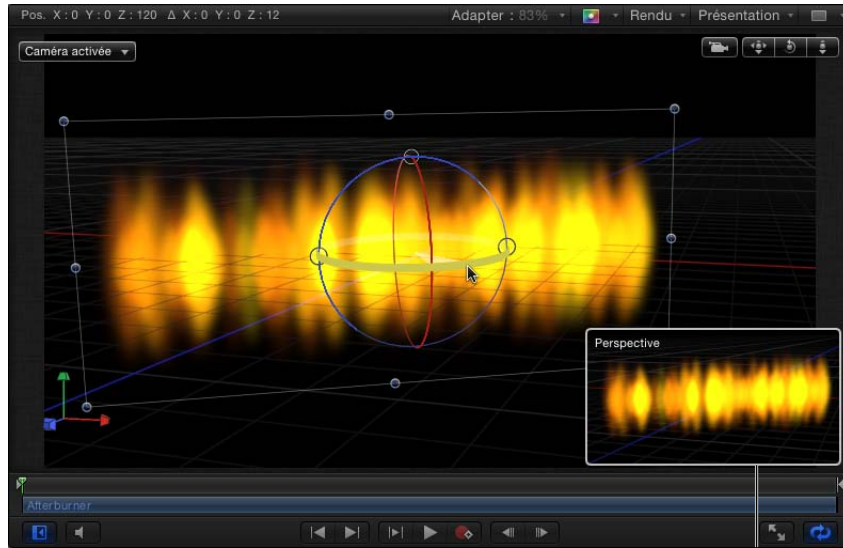 Pos. X : 0 Y : 0 Z : 120 Δ X : 0 Y : 0 Z : 12
Adapter : 83% Rendu Présentation
Caméra activée
Perspective
Afterburner